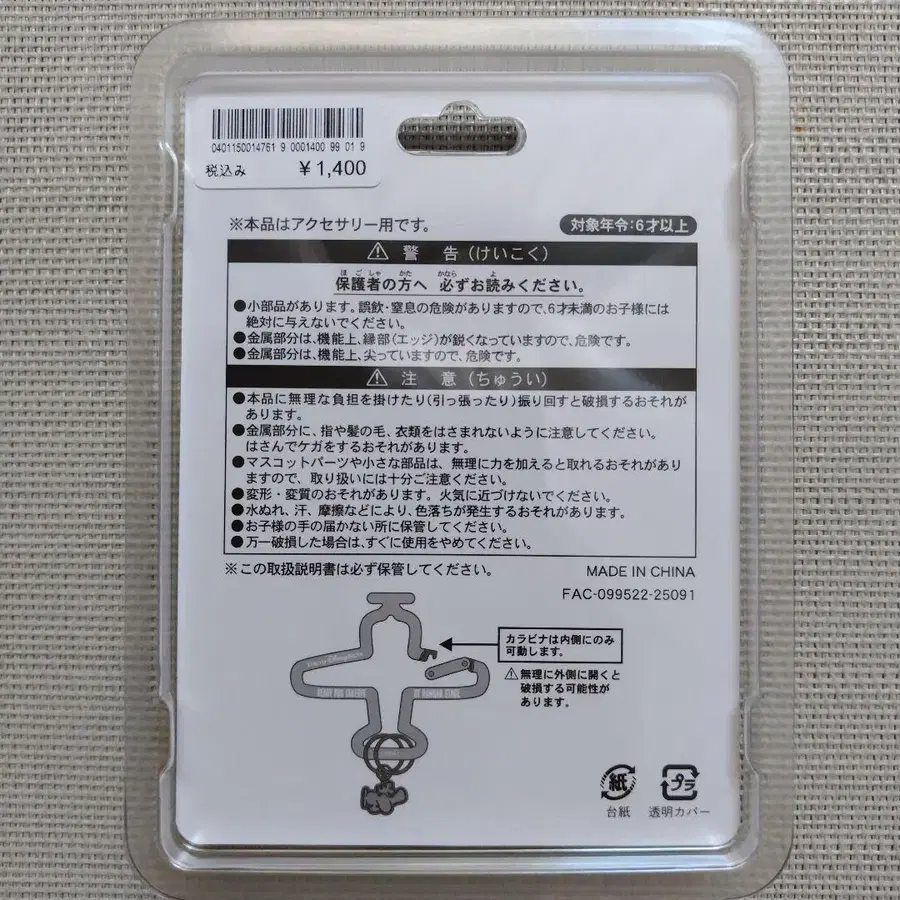 0401150014761 9 0001400 99 01 9
税込み ¥1,400
※本品はアクセサリー用です。 対象年令:6才以上
⚠ 警 告(けいこく)
保護者の方へ 必ずお読みください。
ほごしゃ かた かなら よ
●小部品があります。誤飲・窒息の危険がありますので、6才未満のお子様には
絶対に与えないでください。
●金属部分は、機能上、縁部(エッジ)が鋭くなっていますので、危険です。
●金属部分は、機能上、尖っていますので、危険です。
⚠ 注 意(ちゅうい)
●本品に無理な負担を掛けたり(引っ張ったり)振り回すと破損するおそれが
あります。
●金属部分に、指や髪の毛、衣類をはさまれないように注意してください。
はさんでケガをするおそれがあります。
●マスコットパーツや小さな部品は、無理に力を加えると取れるおそれがあり
ますので、取り扱いには十分ご注意ください。
●変形・変質のおそれがあります。火気に近づけないでください。
●水ぬれ、汗、摩擦などにより、色落ちが発生するおそれがあります。
●お子様の手の届かない所に保管してください。
●万一破損した場合は、すぐに使用をやめてください。
※この取扱説明書は必ず保管してください。 MADE IN CHINA
FAC-099522-25091
カラビナは内側にのみ
可動します。
⚠無理に外側に開くと
破損する可能性が
あります。
紙 プラ
台紙 透明カバー